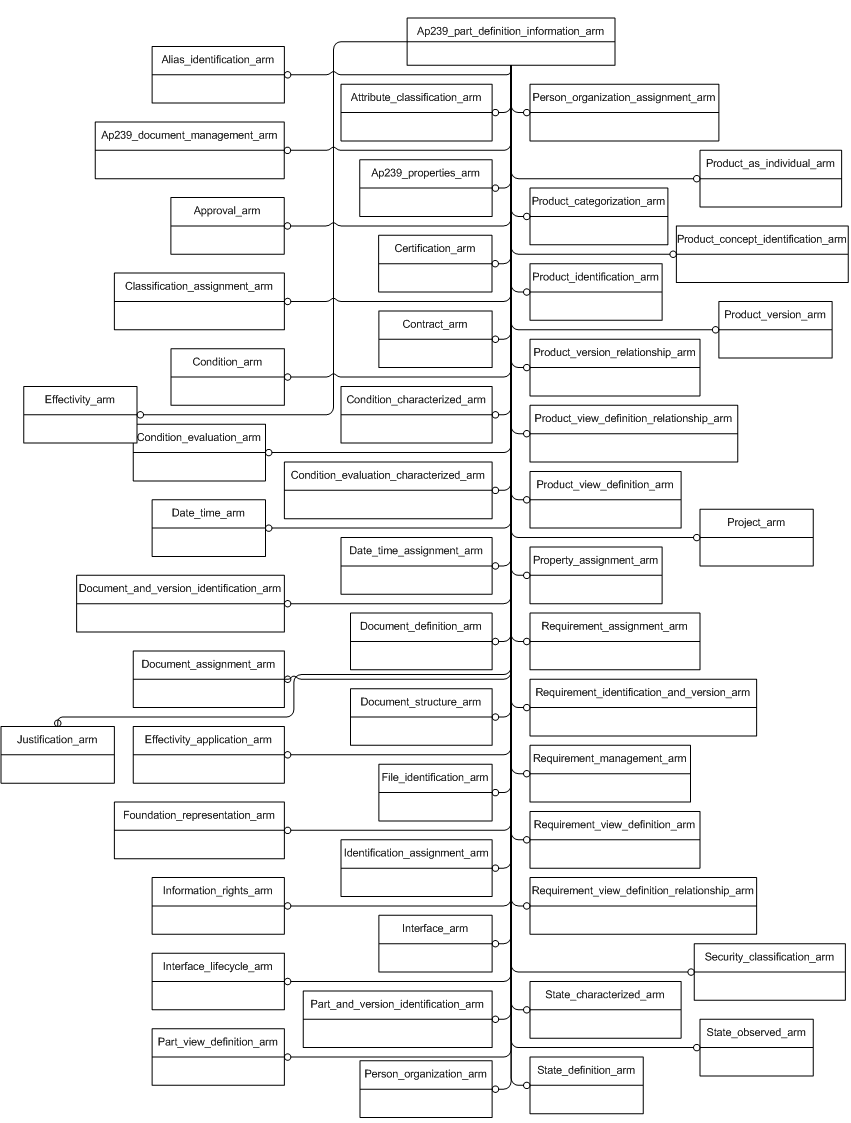 Ap239_part_definition_information_arm
Alias_identification_arm
Attribute_classification_arm
Person_organization_assignment_arm
Ap239_document_management_arm
Product_as_individual_arm
Ap239_properties_arm
Product_categorization_arm
Approval_arm
Product_concept_identification_arm
Certification_arm
Product_identification_arm
Classification_assignment_arm
Product_version_arm
Contract_arm
Product_version_relationship_arm
Condition_arm
Effectivity_arm
Condition_characterized_arm
Product_view_definition_relationship_arm
Condition_evaluation_arm
Condition_evaluation_characterized_arm
Product_view_definition_arm
Date_time_arm
Project_arm
Date_time_assignment_arm
Property_assignment_arm
Document_and_version_identification_arm
Document_definition_arm
Requirement_assignment_arm
Document_assignment_arm
Requirement_identification_and_version_arm
Document_structure_arm
Justification_arm
Effectivity_application_arm
Requirement_management_arm
File_identification_arm
Foundation_representation_arm
Requirement_view_definition_arm
Identification_assignment_arm
Information_rights_arm
Requirement_view_definition_relationship_arm
Interface_arm
Security_classification_arm
Interface_lifecycle_arm
State_characterized_arm
Part_and_version_identification_arm
State_observed_arm
Part_view_definition_arm
Person_organization_arm
State_definition_arm